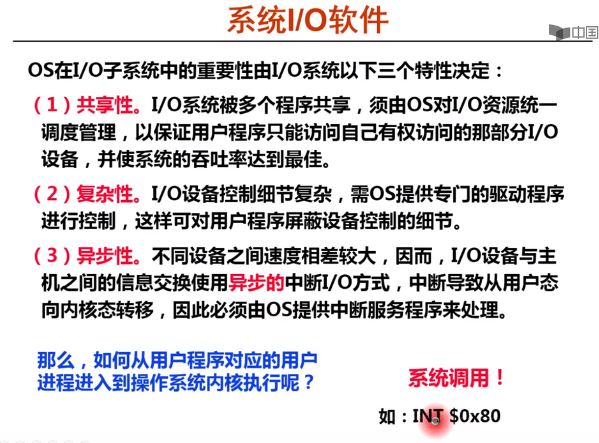 系统I/O软件
中国
OS在I/O子系统中的重要性由I/O系统以下三个特性决定：
（1）共享性。I/O系统被多个程序共享，须由OS对I/O资源统一
调度管理，以保证用户程序只能访问自己有权访问的那部分I/O
设备，并使系统的吞吐率达到最佳。
（2）复杂性。I/O设备控制细节复杂，需OS提供专门的驱动程序
进行控制，这样可对用户程序屏蔽设备控制的细节。
（3）异步性。不同设备之间速度相差较大，因而，I/O设备与主
机之间的信息交换使用异步的中断I/O方式，中断导致从用户态
向内核态转移，因此必须由OS提供中断服务程序来处理。
那么，如何从用户程序对应的用户
进程进入到操作系统内核执行呢？
系统调用！
如：INT $0x80